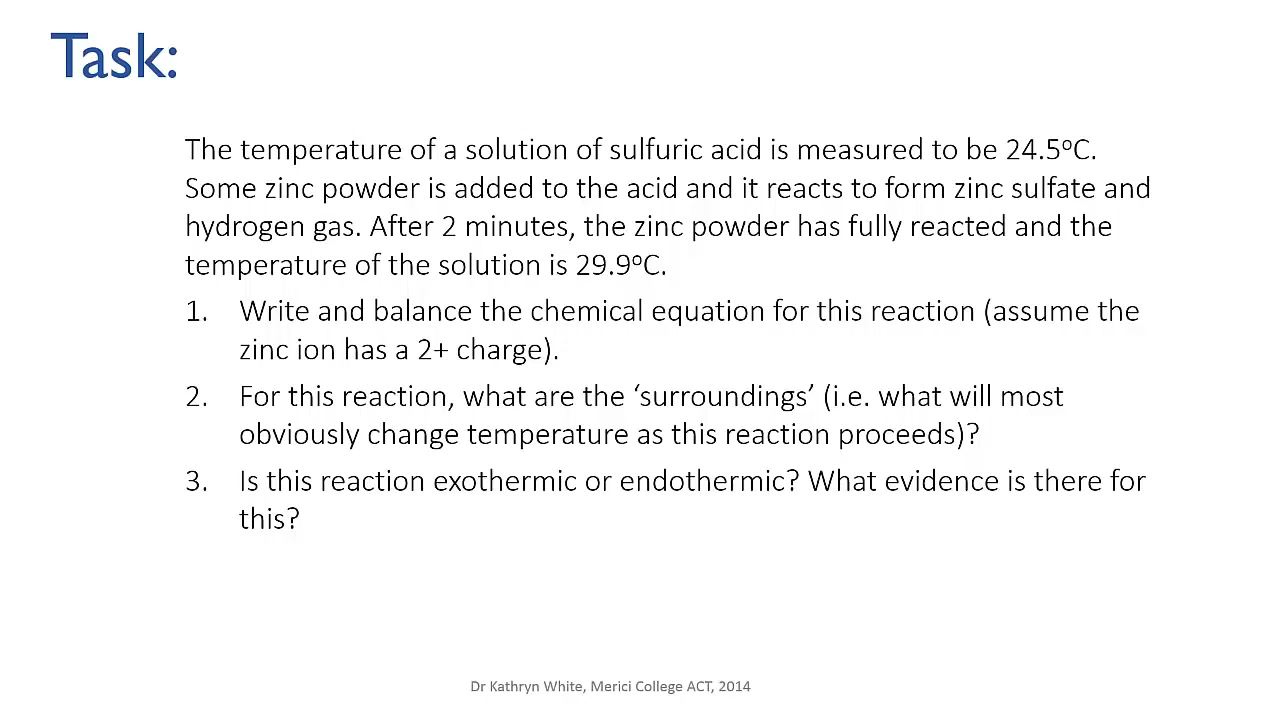 Task:
The temperature of a solution of sulfuric acid is measured to be 24.5ºC.
Some zinc powder is added to the acid and it reacts to form zinc sulfate and
hydrogen gas. After 2 minutes, the zinc powder has fully reacted and the
temperature of the solution is 29.9ºC.
1. Write and balance the chemical equation for this reaction (assume the
zinc ion has a 2+ charge).
2. For this reaction, what are the ‘surroundings’ (i.e. what will most
obviously change temperature as this reaction proceeds)?
3. Is this reaction exothermic or endothermic? What evidence is there for
this?
Dr Kathryn White, Merici College ACT, 2014